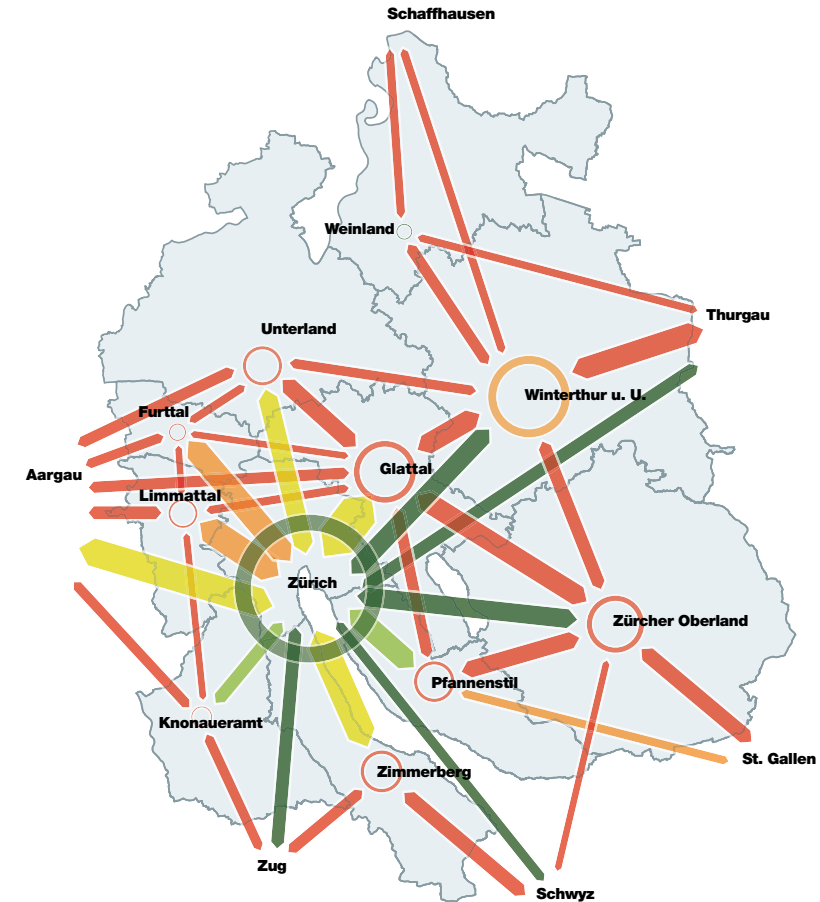 Schaffhausen
Weinland
Thurgau
Unterland
Winterthur u. U.
Furttal
Glattal
Aargau
Limmattal
Zürich
Zürcher Oberland
Pfannenstil
Knonaueramt
St. Gallen
Zimmerberg
Zug
Schwyz